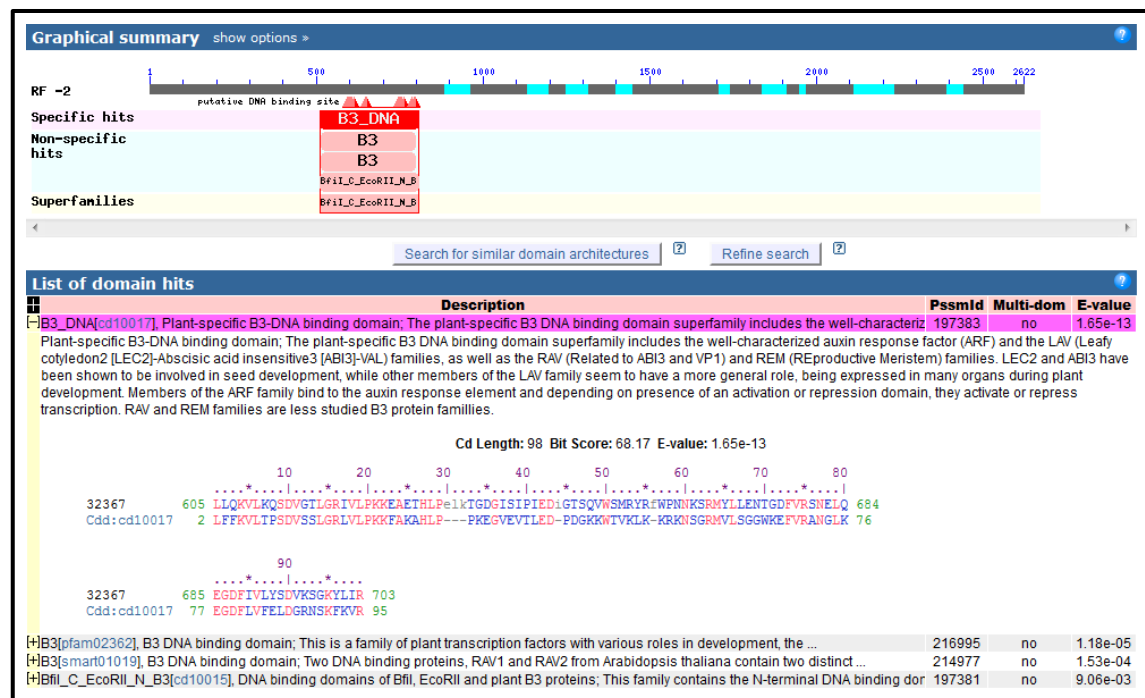 Graphical summary show options »
1 500 1000 1500 2000 2500 2622
RF -2
putative DNA binding site
Specific hits B3_DNA
Non-specific hits B3
B3
BfiI_C_EcoRII_N_B
Superfamilies BfiI_C_EcoRII_N_B
Search for similar domain architectures ? Refine search ?
List of domain hits ?
Description PssmId Multi-dom E-value
[-]B3_DNA[cd10017], Plant-specific B3-DNA binding domain; The plant-specific B3 DNA binding domain superfamily includes the well-characteriz 197383 no 1.65e-13
Plant-specific B3-DNA binding domain; The plant-specific B3 DNA binding domain superfamily includes the well-characterized auxin response factor (ARF) and the LAV (Leafy
cotyledon2 [LEC2]-Abscisic acid insensitive3 [ABI3]-VAL) families, as well as the RAV (Related to ABI3 and VP1) and REM (REproductive Meristem) families. LEC2 and ABI3 have
been shown to be involved in seed development, while other members of the LAV family seem to have a more general role, being expressed in many organs during plant
development. Members of the ARF family bind to the auxin response element and depending on presence of an activation or repression domain, they activate or repress
transcription. RAV and REM families are less studied B3 protein famillies.
Cd Length: 98 Bit Score: 68.17 E-value: 1.65e-13
10 20 30 40 50 60 70 80
....*....|....*....|....*....|....*....|....*....|....*....|....*....|....*....|
32367 605 LLQKVLKQSDVGTLGRIVLPKKEAETHLPelkTGDGISIPIEDiGTSQVWSMRYRfWPNNKSRMYLLENTGDFVRSNELQ 684
Cdd:cd10017 2 LFFKVLTPSDVSSLGRLVLPKKFAKAHLP---PKEGVEVTLED-PDGKKWTVKLK-KRKNSGRMVLSGGWKEFVRANGLK 76
90
....*....|....*....
32367 685 EGDFIVLYSDVKSGKYLIR 703
Cdd:cd10017 77 EGDFLVFELDGRNSKFKVR 95
[+]B3[pfam02362], B3 DNA binding domain; This is a family of plant transcription factors with various roles in development, the ... 216995 no 1.18e-05
[+]B3[smart01019], B3 DNA binding domain; Two DNA binding proteins, RAV1 and RAV2 from Arabidopsis thaliana contain two distinct ... 214977 no 1.53e-04
[+]BfiI_C_EcoRII_N_B3[cd10015], DNA binding domains of BfiI, EcoRII and plant B3 proteins; This family contains the N-terminal DNA binding dor 197381 no 9.06e-03